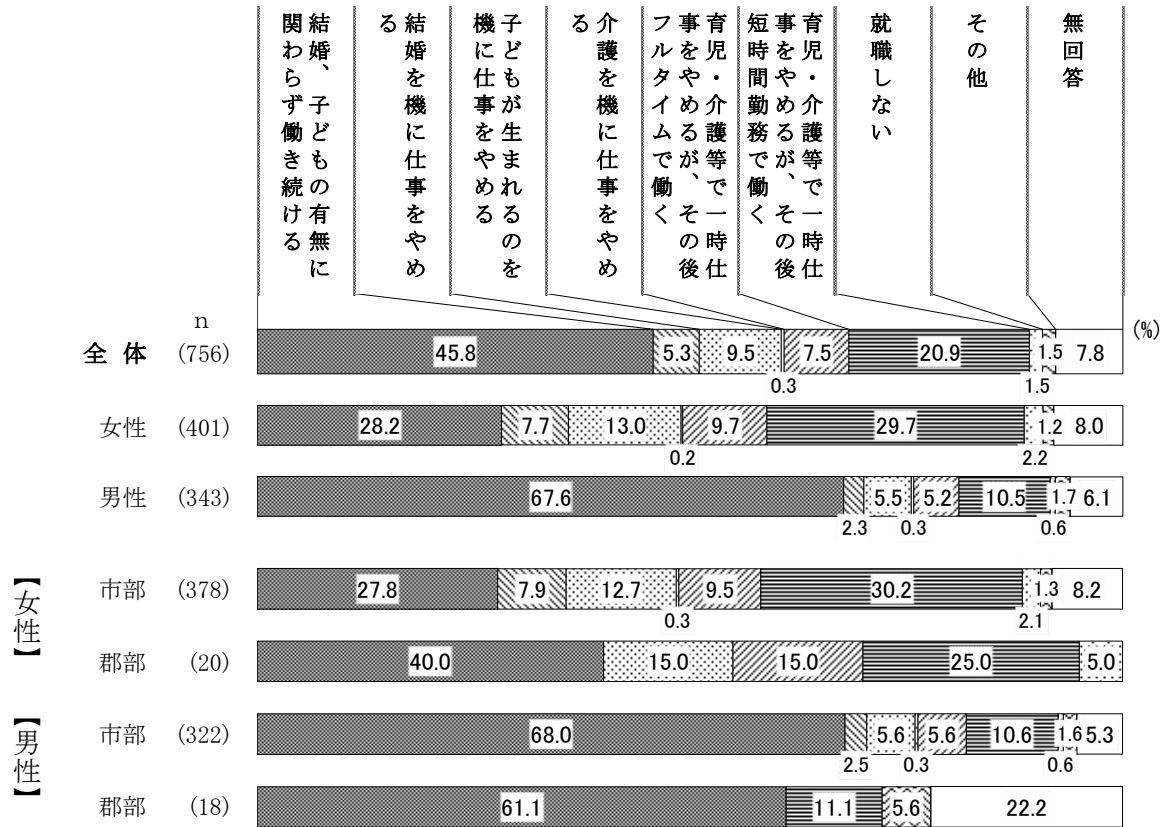 結婚、子どもの有無に
関わらず働き続ける
結婚を機に仕事をやめ
る
子どもが生まれるのを
機に仕事をやめる
介護を機に仕事をやめ
る
育児・介護等で一時仕
事をやめるが、その後
フルタイムで働く
育児・介護等で一時仕
事をやめるが、その後
短時間勤務で働く
就職しない
その他
無回答
n
(%)
全体 (756) 45.8 5.3 9.5 7.5 20.9 1.5 7.8
0.3 1.5
女性 (401) 28.2 7.7 13.0 9.7 29.7 1.2 8.0
0.2 2.2
男性 (343) 67.6 5.5 5.2 10.5 1.7 6.1
2.3 0.3 0.6
【女性】
市部 (378) 27.8 7.9 12.7 9.5 30.2 1.3 8.2
0.3 2.1
郡部 (20) 40.0 15.0 15.0 25.0 5.0
【男性】
市部 (322) 68.0 5.6 5.6 10.6 1.6 5.3
2.5 0.3 0.6
郡部 (18) 61.1 11.1 5.6 22.2